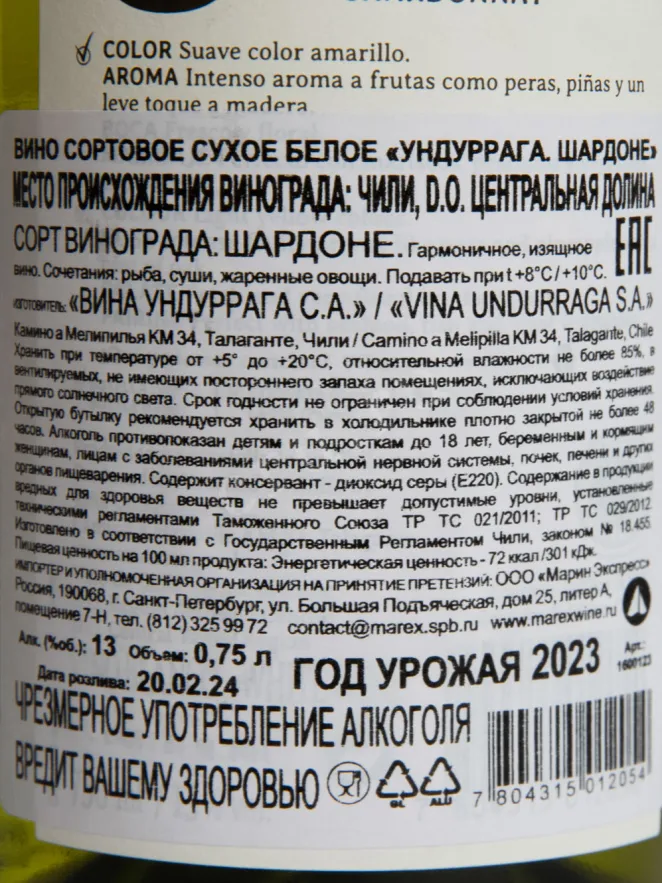 CHARDONNAY
COLOR Suave color amarillo.
AROMA Intenso aroma a frutas como peras, piñas y un
leve toque a madera.
ВИНО СОРТОВОЕ СУХОЕ БЕЛОЕ «УНДУРРАГА. ШАРДОНЕ»
МЕСТО ПРОИСХОЖДЕНИЯ ВИНОГРАДА: ЧИЛИ, D.O. ЦЕНТРАЛЬНАЯ ДОЛИНА
СОРТ ВИНОГРАДА: ШАРДОНЕ. Гармоничное, изящное
вино. Сочетания: рыба, суши, жаренные овощи. Подавать при t +8°C / +10°C.
EAC
ИЗГОТОВИТЕЛЬ: «ВИНА УНДУРРАГА С.А.» / «VINA UNDURRAGA S.A.»
Камино а Мелипилья КМ 34, Талаганте, Чили / Camino a Melipilla KM 34, Talagante, Chile
Хранить при температуре от +5° до +20°С, относительной влажности не более 85%, в
вентилируемых, не имеющих постороннего запаха помещениях, исключающих воздействие
прямого солнечного света. Срок годности не ограничен при соблюдении условий хранения.
Открытую бутылку рекомендуется хранить в холодильнике плотно закрытой не более 48
часов. Алкоголь противопоказан детям и подросткам до 18 лет, беременным и кормящим
женщинам, лицам с заболеваниями центральной нервной системы, почек, печени и других
органов пищеварения. Содержит консервант - диоксид серы (Е220). Содержание в продукции
вредных для здоровья веществ не превышает допустимые уровни, установленные
техническими регламентами Таможенного Союза ТР ТС 021/2011; ТР ТС 029/2012
Изготовлено в соответствии с Государственным Регламентом Чили, законом № 18.455
Пищевая ценность на 100 мл продукта: Энергетическая ценность - 72 ккал /301 кДж.
ИМПОРТЕР И УПОЛНОМОЧЕННАЯ ОРГАНИЗАЦИЯ НА ПРИНЯТИЕ ПРЕТЕНЗИЙ: ООО «Марин Экспресс»
Россия, 190068, г. Санкт-Петербург, ул. Большая Подъяческая, дом 25, литер А,
помещение 7-Н, тел. (812) 325 99 72 contact@marex.spb.ru www.marexwine.ru
Алк. (%об.): 13 Объем: 0,75 л
Дата розлива: 20.02.24
ГОД УРОЖАЯ 2023
Арт.:
1600123
ЧРЕЗМЕРНОЕ УПОТРЕБЛЕНИЕ АЛКОГОЛЯ
ВРЕДИТ ВАШЕМУ ЗДОРОВЬЮ
GL ALU
7 804315 012054